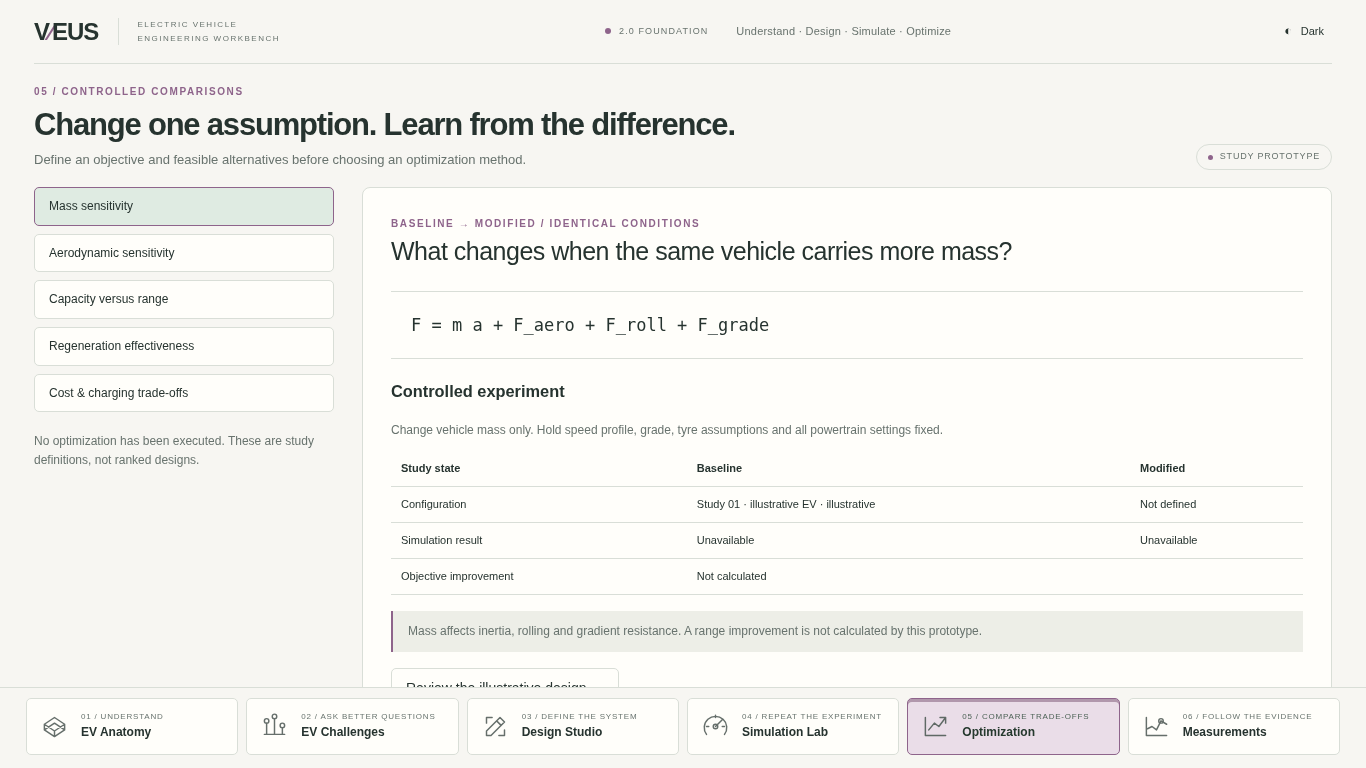 VÆUS
ELECTRIC VEHICLE
ENGINEERING WORKBENCH
2.0 FOUNDATION
Understand · Design · Simulate · Optimize
Dark
05 / CONTROLLED COMPARISONS
Change one assumption. Learn from the difference.
Define an objective and feasible alternatives before choosing an optimization method.
STUDY PROTOTYPE
Mass sensitivity
Aerodynamic sensitivity
Capacity versus range
Regeneration effectiveness
Cost & charging trade-offs
No optimization has been executed. These are study
definitions, not ranked designs.
BASELINE → MODIFIED / IDENTICAL CONDITIONS
What changes when the same vehicle carries more mass?
F = m a + F_aero + F_roll + F_grade
Controlled experiment
Change vehicle mass only. Hold speed profile, grade, tyre assumptions and all powertrain settings fixed.
Study state Baseline Modified
Configuration Study 01 · illustrative EV · illustrative Not defined
Simulation result Unavailable Unavailable
Objective improvement Not calculated
Mass affects inertia, rolling and gradient resistance. A range improvement is not calculated by this prototype.
Review the illustrative design
01 / UNDERSTAND
EV Anatomy
02 / ASK BETTER QUESTIONS
EV Challenges
03 / DEFINE THE SYSTEM
Design Studio
04 / REPEAT THE EXPERIMENT
Simulation Lab
05 / COMPARE TRADE-OFFS
Optimization
06 / FOLLOW THE EVIDENCE
Measurements